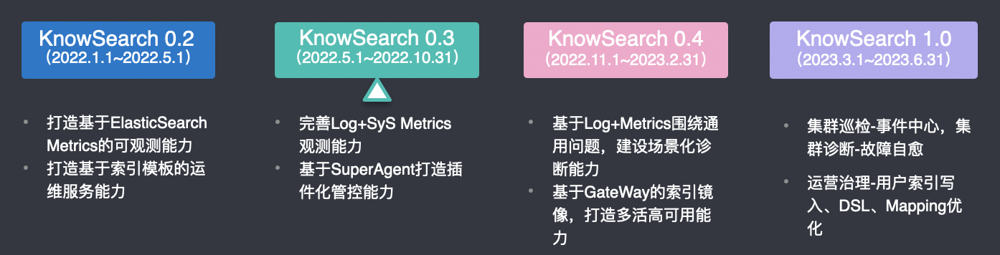 KnowSearch 0.2
（2022.1.1~2022.5.1）
KnowSearch 0.3
（2022.5.1~2022.10.31）
KnowSearch 0.4
（2022.11.1~2023.2.31）
KnowSearch 1.0
（2023.3.1~2023.6.31）
• 打造基于ElasticSearch
Metrics的可观测能力
• 打造基于索引模板的运
维服务能力
• 完善Log+SyS Metrics
观测能力
• 基于SuperAgent打造插
件化管控能力
• 基于Log+Metrics围绕通
用问题，建设场景化诊
断能力
• 基于GateWay的索引镜
像，打造多活高可用能
力
• 集群巡检-事件中心，集
群诊断-故障自愈
• 运营治理-用户索引写
入、DSL、Mapping优
化